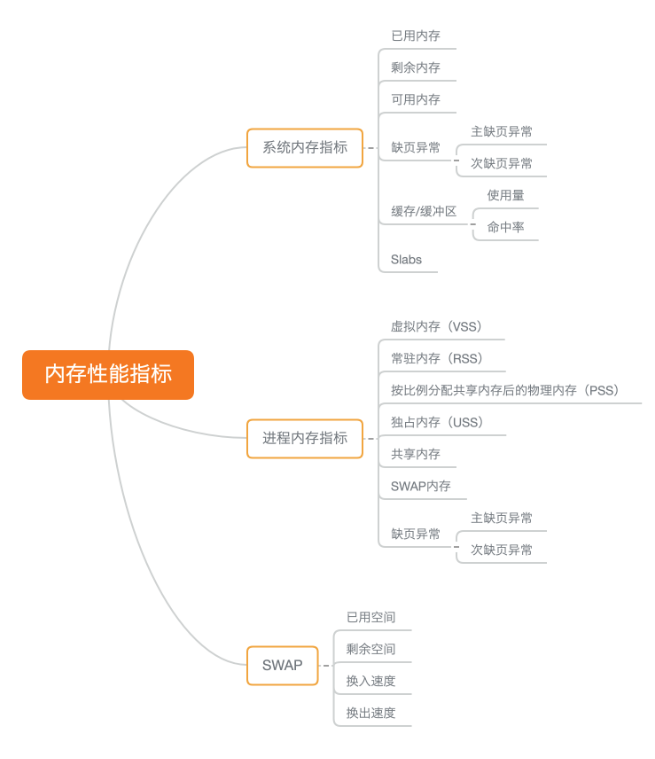 已用内存
剩余内存
可用内存
系统内存指标
缺页异常
主缺页异常
次缺页异常
缓存/缓冲区
使用量
命中率
Slabs
内存性能指标
进程内存指标
虚拟内存（VSS）
常驻内存（RSS）
按比例分配共享内存后的物理内存（PSS）
独占内存（USS）
共享内存
SWAP内存
缺页异常
主缺页异常
次缺页异常
SWAP
已用空间
剩余空间
换入速度
换出速度